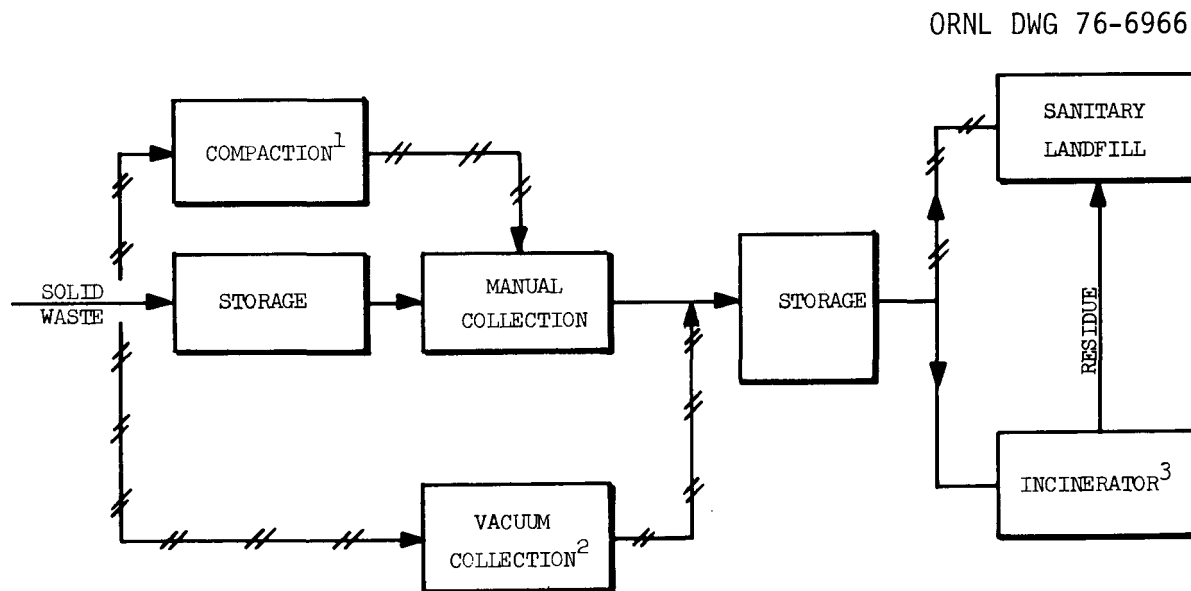 ORNL DWG 76-6966
COMPACTION1
SOLID
WASTE
STORAGE
MANUAL
COLLECTION
VACUUM
COLLECTION2
STORAGE
SANITARY
LANDFILL
RESIDUE
INCINERATOR3